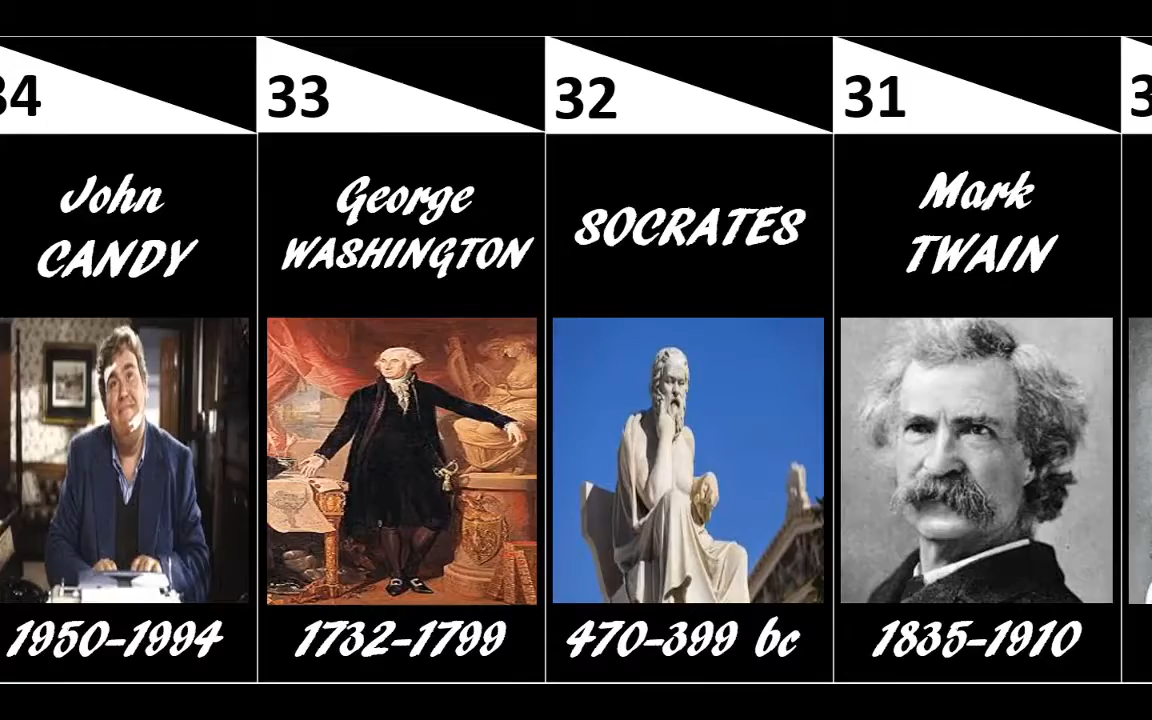 34
John
CANDY
1950-1994
33
George
WASHINGTON
1732-1799
32
SOCRATES
470-399 bc
31
Mark
TWAIN
1835-1910